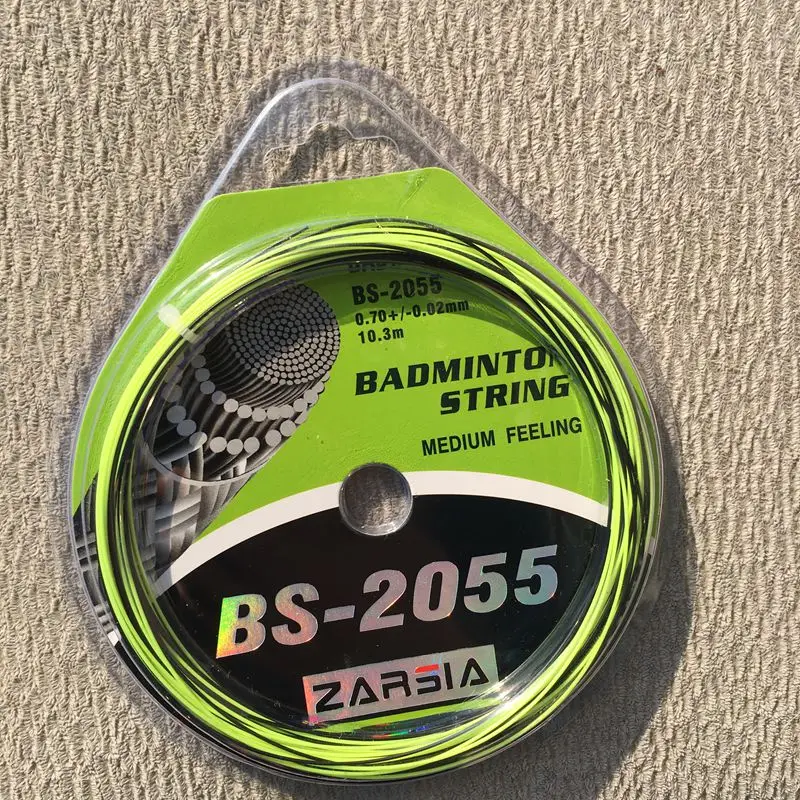 BS-2055
0.70+/-0.02mm
10.3m
BADMINTON
STRING
MEDIUM FEELING
BS-2055
ZARSIA